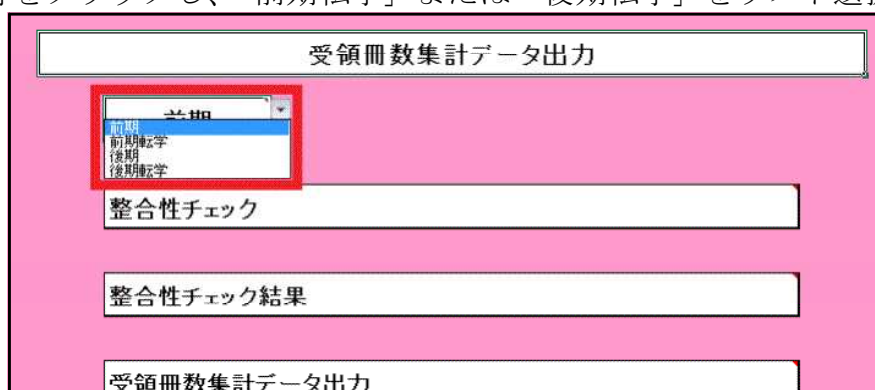 受領冊数集計データ出力
前期
前期
前期転学
後期
後期転学
整合性チェック
整合性チェック結果
受領冊数集計データ出力